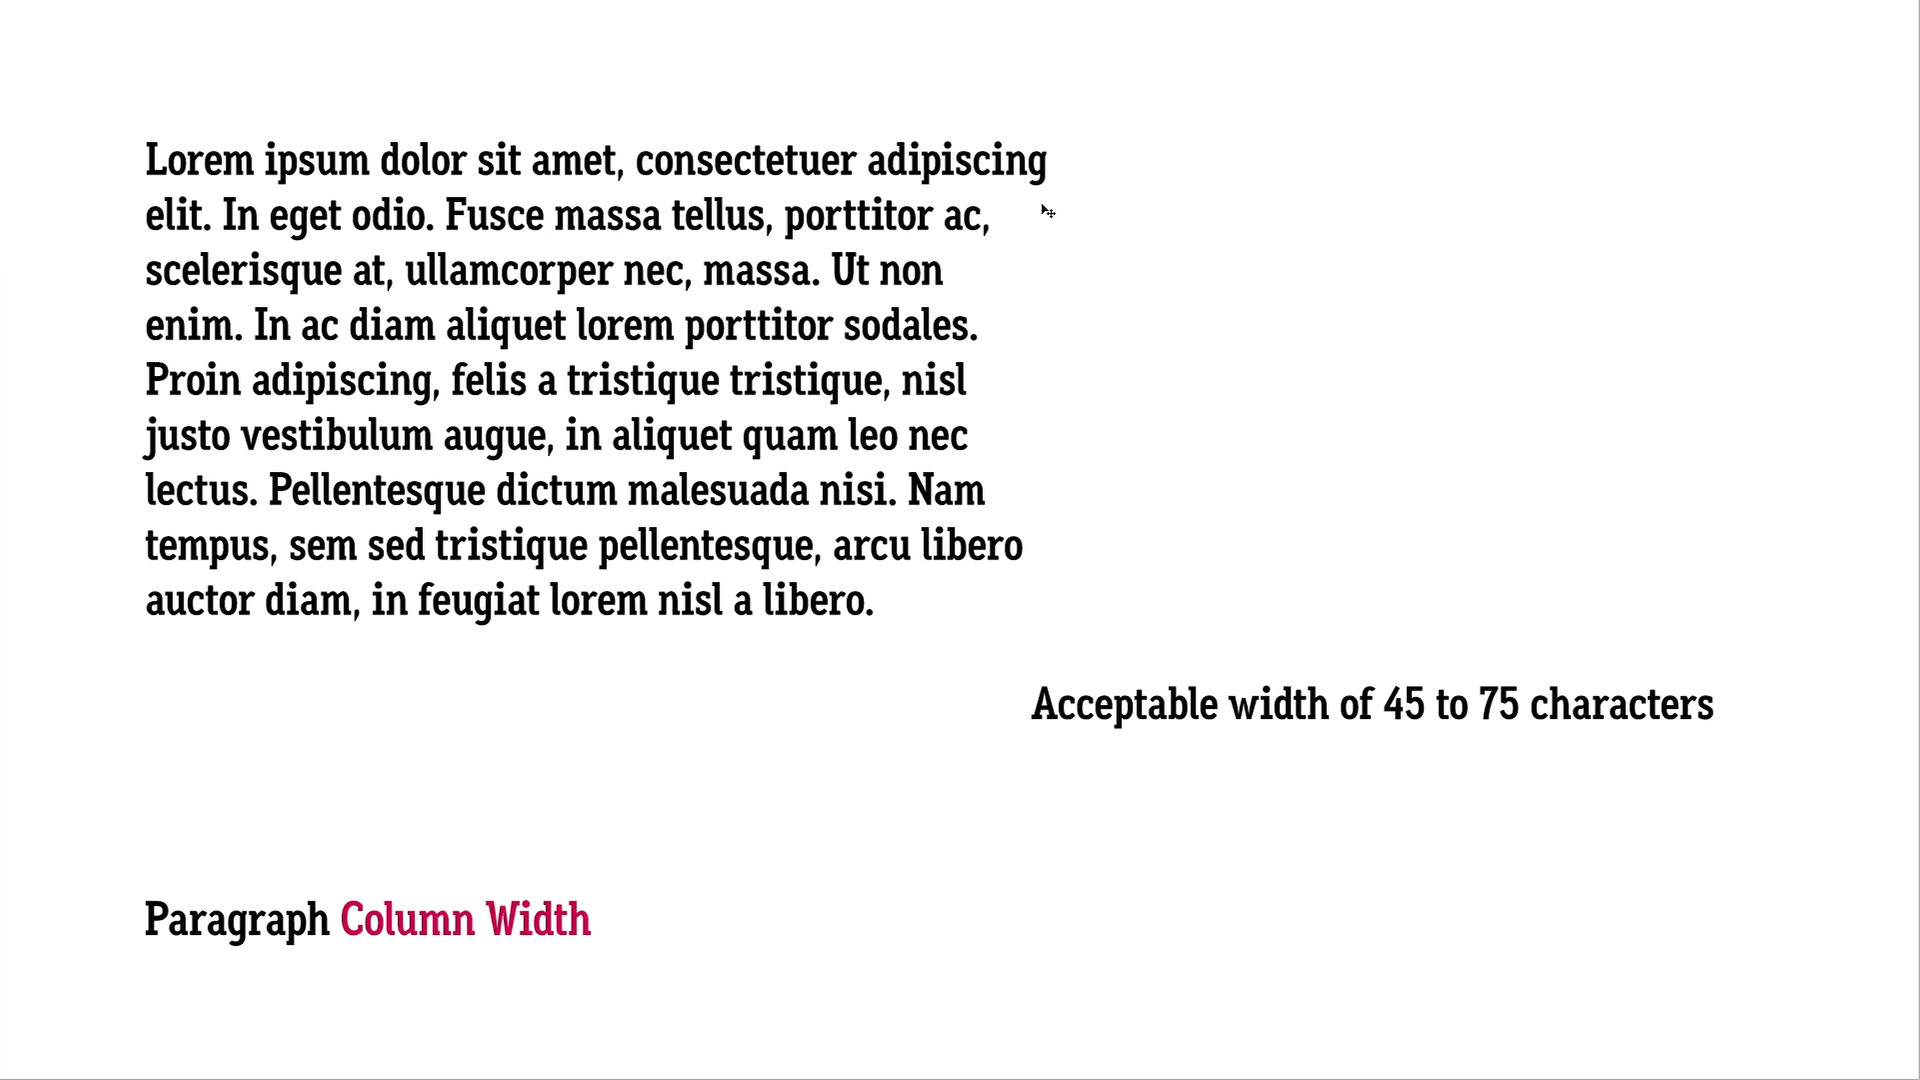 Lorem ipsum dolor sit amet, consectetuer adipiscing
elit. In eget odio. Fusce massa tellus, porttitor ac,
scelerisque at, ullamcorper nec, massa. Ut non
enim. In ac diam aliquet lorem porttitor sodales.
Proin adipiscing, felis a tristique tristique, nisl
justo vestibulum augue, in aliquet quam leo nec
lectus. Pellentesque dictum malesuada nisi. Nam
tempus, sem sed tristique pellentesque, arcu libero
auctor diam, in feugiat lorem nisl a libero.
Acceptable width of 45 to 75 characters
Paragraph Column Width